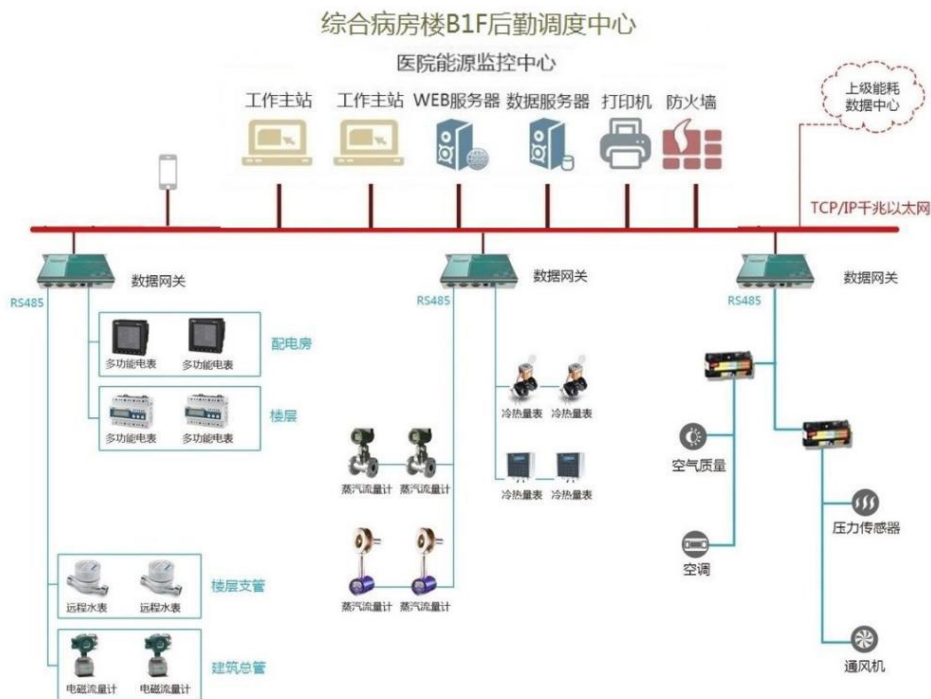 综合病房楼B1F后勤调度中心
医院能源监控中心
工作主站 工作主站 WEB服务器 数据服务器 打印机 防火墙
上级能耗
数据中心
TCP/IP千兆以太网
数据网关
数据网关
数据网关
RS485
RS485
RS485
多功能电表 多功能电表
配电房
多功能电表 多功能电表
楼层
远程水表 远程水表
楼层支管
电磁流量计 电磁流量计
建筑总管
冷热量表 冷热量表
蒸汽流量计 蒸汽流量计
冷热量表 冷热量表
蒸汽流量计 蒸汽流量计
空气质量
空调
压力传感器
通风机